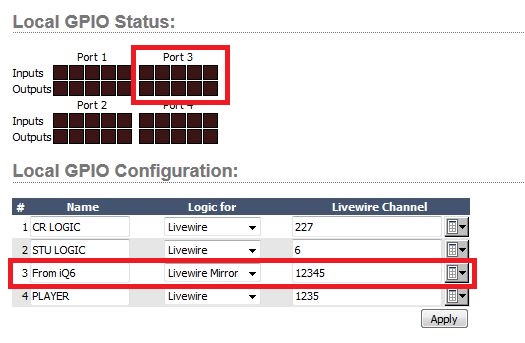 Local GPIO Status:
Port 1 Port 3
Inputs
Outputs
Port 2 Port 4
Inputs
Outputs
Local GPIO Configuration:
# Name Logic for Livewire Channel
1 CR LOGIC Livewire 227
2 STU LOGIC Livewire 6
3 From iQ6 Livewire Mirror 12345
4 PLAYER Livewire 1235
Apply